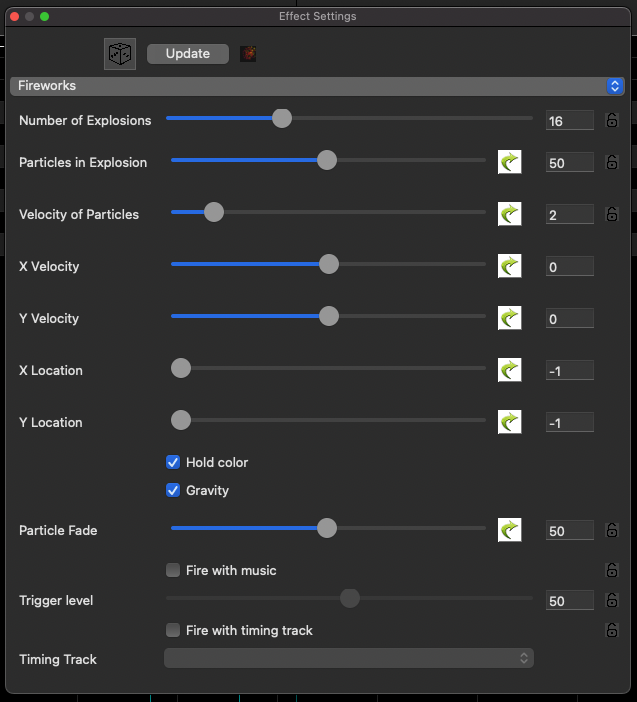 Effect Settings
Update
Fireworks
Number of Explosions 16
Particles in Explosion 50
Velocity of Particles 2
X Velocity 0
Y Velocity 0
X Location -1
Y Location -1
Hold color
Gravity
Particle Fade 50
Fire with music
Trigger level 50
Fire with timing track
Timing Track